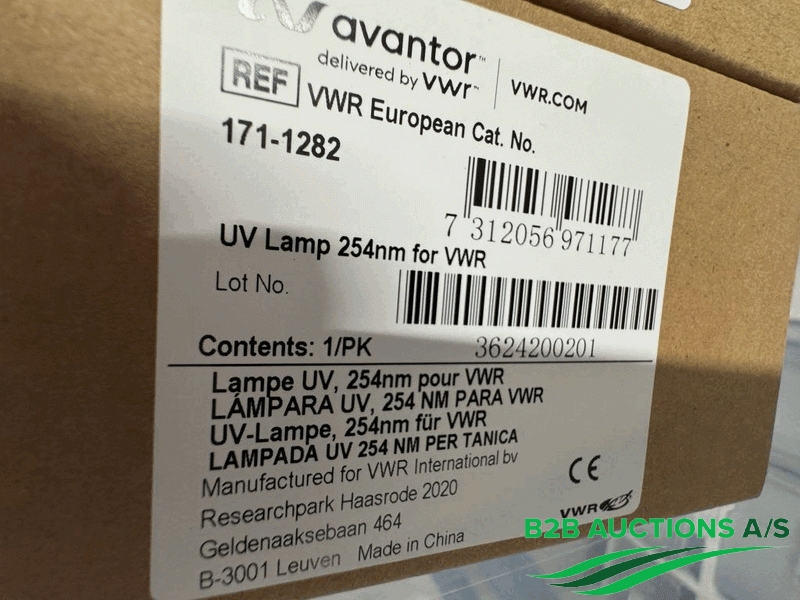 avantor™
delivered by vwr™
VWR.COM
REF
VWR European Cat. No.
171-1282
7 312056 971177
UV Lamp 254nm for VWR
Lot No.
Contents: 1/PK
3624200201
Lampe UV, 254nm pour VWR
LÁMPARA UV, 254 NM PARA VWR
UV-Lampe, 254nm für VWR
LAMPADA UV 254 NM PER TANICA
Manufactured for VWR International bv
Researchpark Haasrode 2020
Geldenaaksebaan 464
B-3001 Leuven Made in China
CE
VWR
B2B AUCTIONS A/S